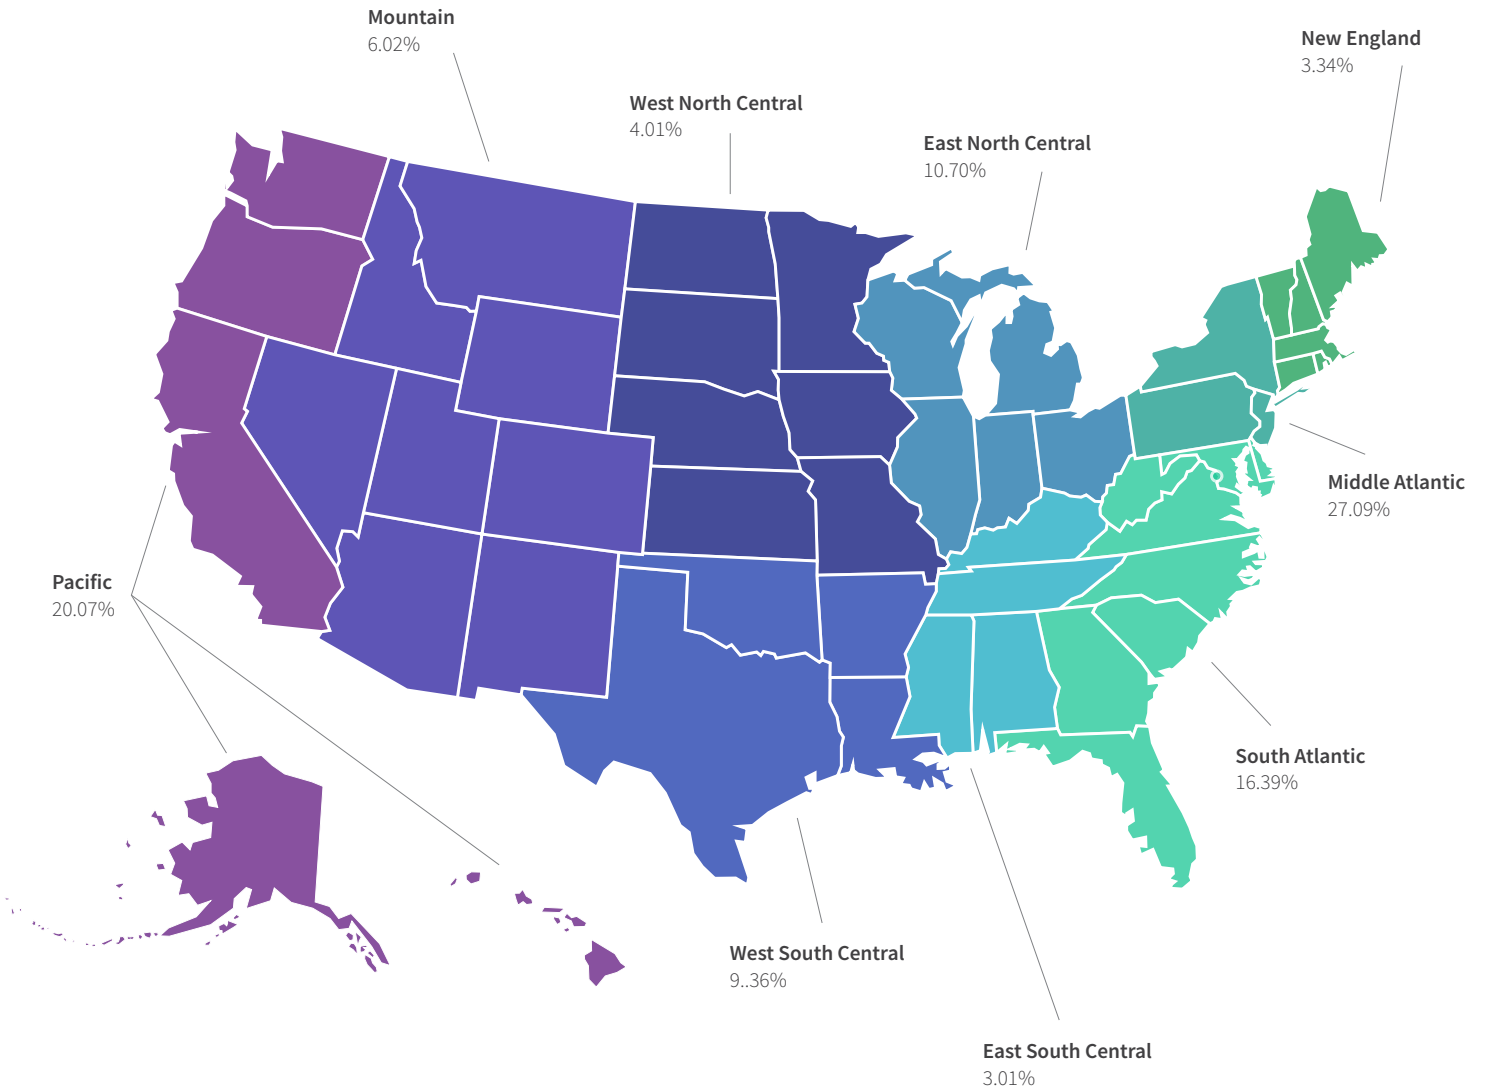 Mountain
6.02%
New England
3.34%
West North Central
4.01%
East North Central
10.70%
Middle Atlantic
27.09%
Pacific
20.07%
South Atlantic
16.39%
West South Central
9..36%
East South Central
3.01%